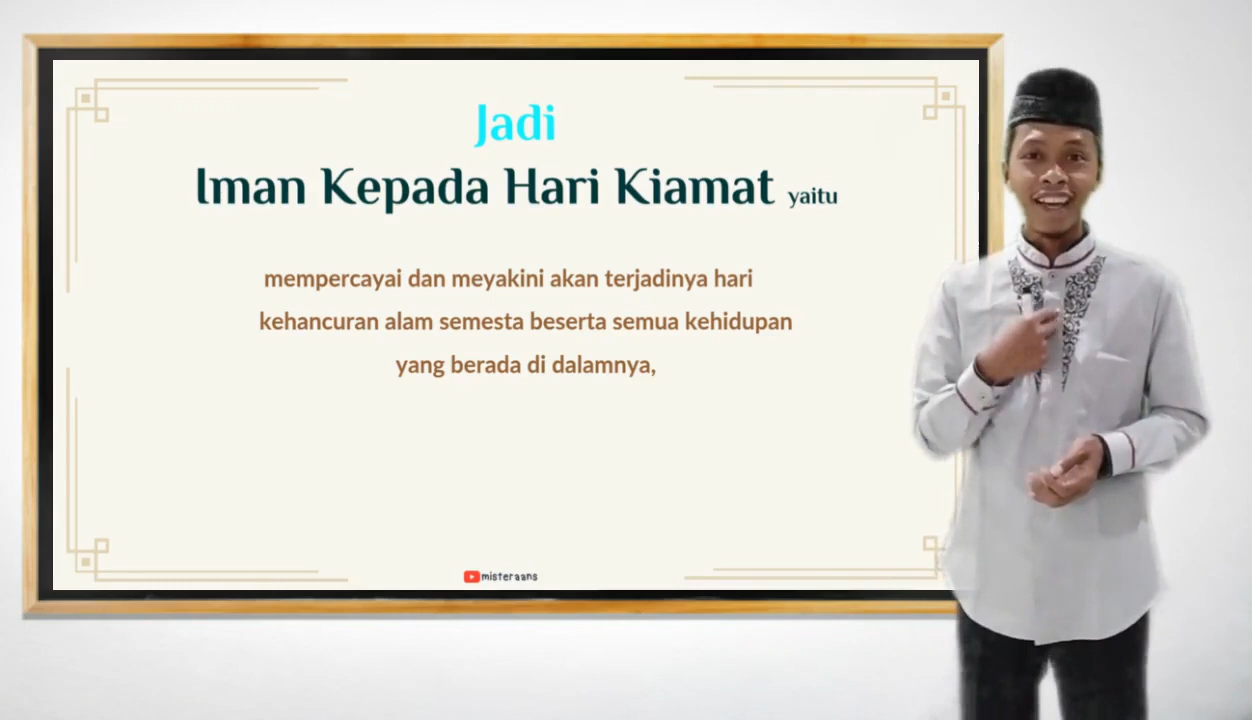 Jadi
Iman Kepada Hari Kiamat yaitu
mempercayai dan meyakini akan terjadinya hari
kehancuran alam semesta beserta semua kehidupan
yang berada di dalamnya,
misteraans